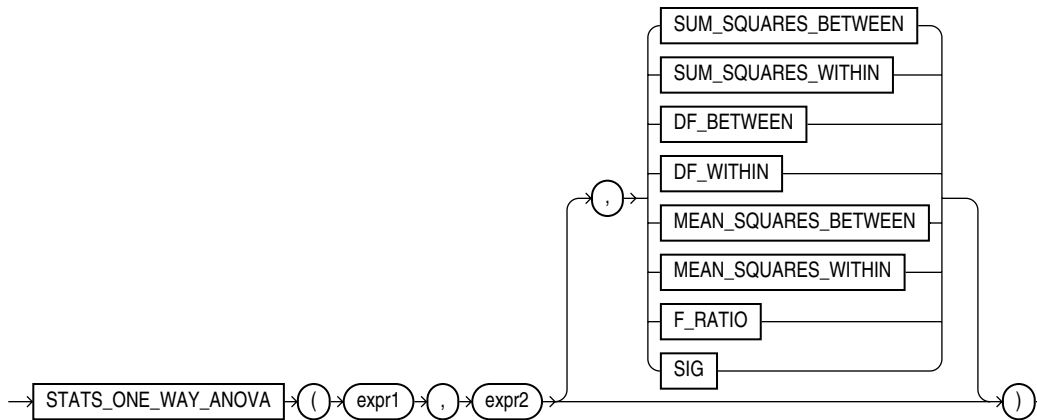 SUM_SQUARES_BETWEEN
SUM_SQUARES_WITHIN
DF_BETWEEN
DF_WITHIN
,
MEAN_SQUARES_BETWEEN
MEAN_SQUARES_WITHIN
F_RATIO
SIG
STATS_ONE_WAY_ANOVA ( expr1 , expr2 )